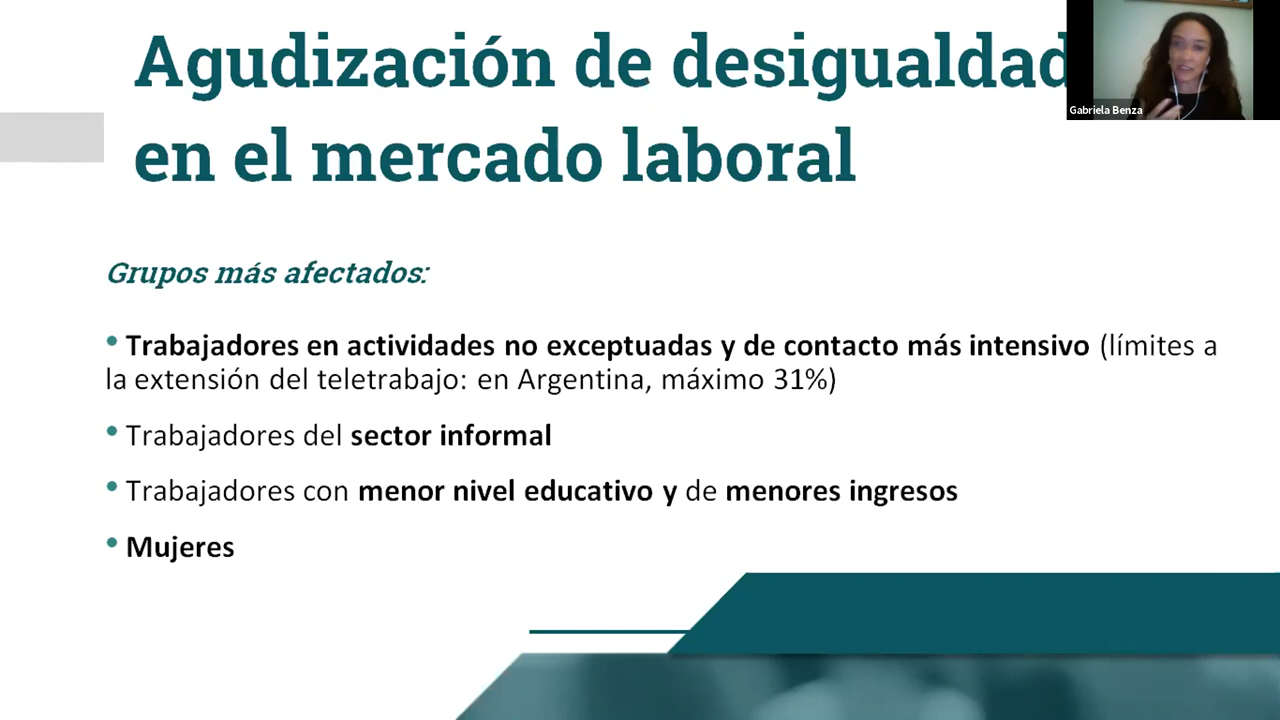 Agudización de desigualdad
en el mercado laboral
Gabriela Benza
Grupos más afectados:
• Trabajadores en actividades no exceptuadas y de contacto más intensivo (límites a
la extensión del teletrabajo: en Argentina, máximo 31%)
• Trabajadores del sector informal
• Trabajadores con menor nivel educativo y de menores ingresos
• Mujeres